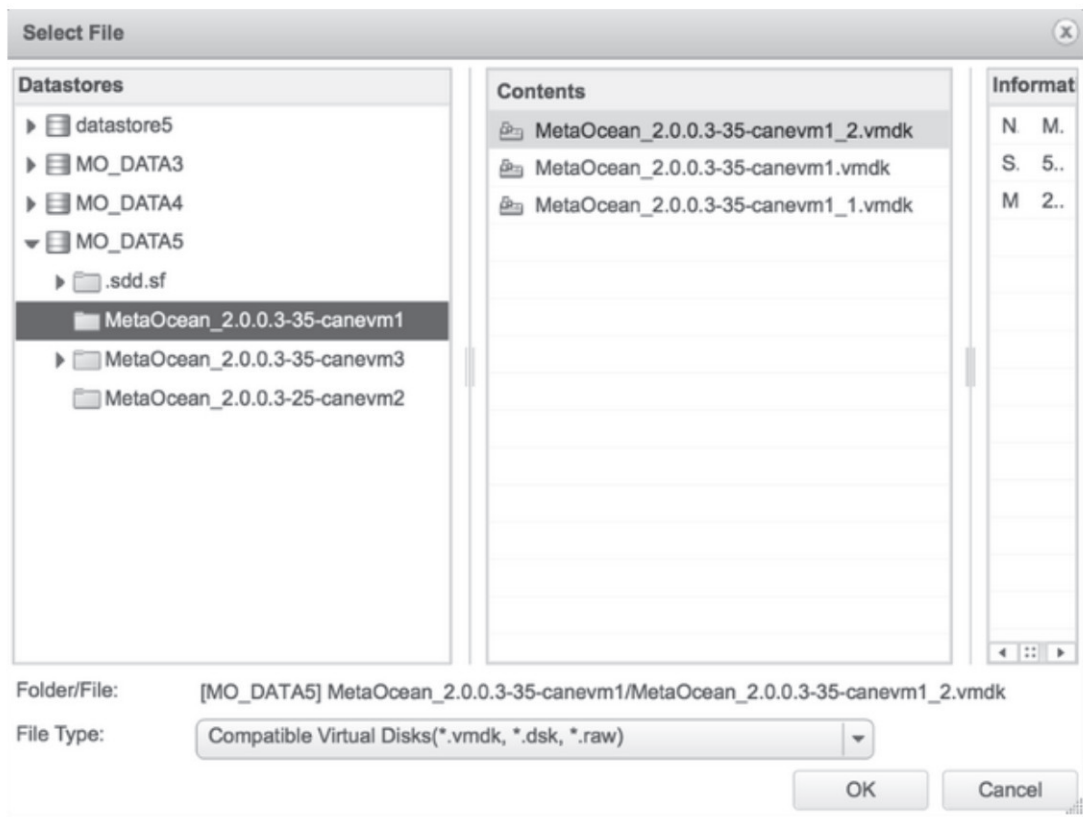 Select File
Datastores
datastore5
MO_DATA3
MO_DATA4
MO_DATA5
.sdd.sf
MetaOcean_2.0.0.3-35-canevm1
MetaOcean_2.0.0.3-35-canevm3
MetaOcean_2.0.0.3-25-canevm2
Contents
MetaOcean_2.0.0.3-35-canevm1_2.vmdk
MetaOcean_2.0.0.3-35-canevm1.vmdk
MetaOcean_2.0.0.3-35-canevm1_1.vmdk
Informat
N. M.
S. 5..
M 2..
Folder/File: [MO_DATA5] MetaOcean_2.0.0.3-35-canevm1/MetaOcean_2.0.0.3-35-canevm1_2.vmdk
File Type: Compatible Virtual Disks(*.vmdk, *.dsk, *.raw)
OK Cancel